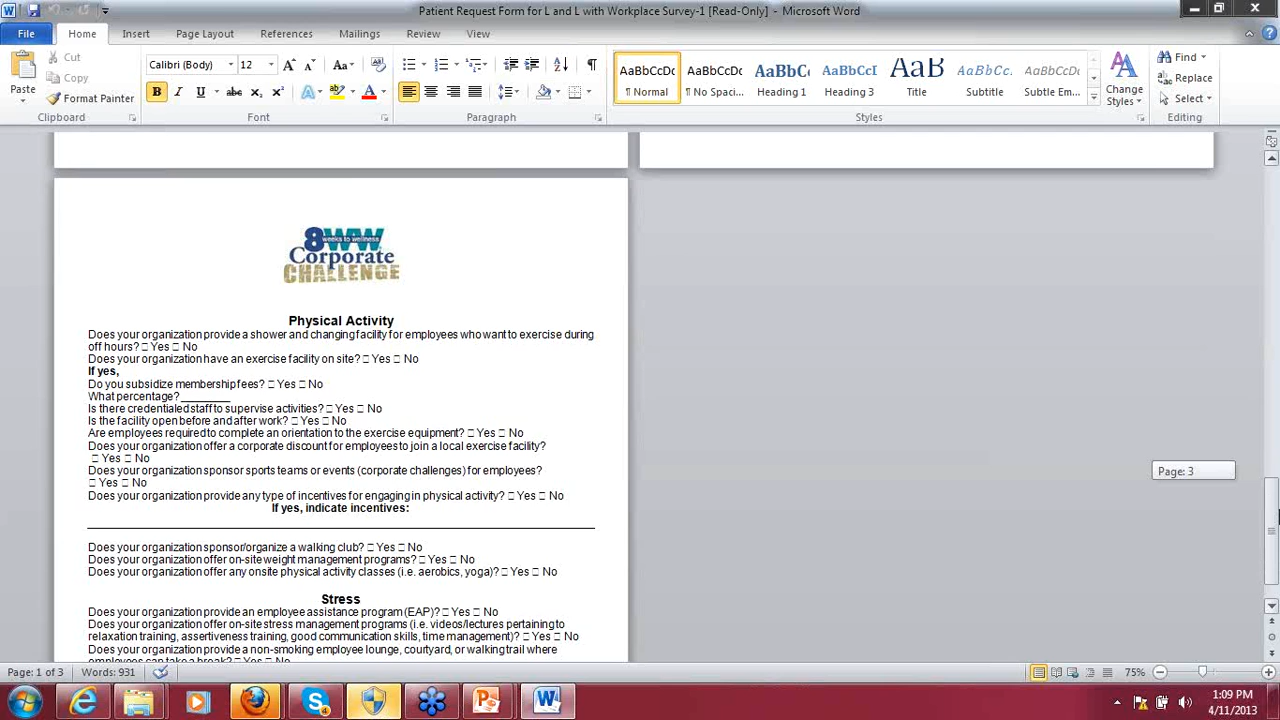 Patient Request Form for L and L with Workplace Survey-1 [Read-Only] - Microsoft Word
File Home Insert Page Layout References Mailings Review View
Paste
Cut
Copy
Format Painter
Clipboard
Calibri (Body) 12
Font
Paragraph
AaBbCcDc AaBbCcDc AaBbCc AaBbCcI AaB AaBbCcI AaBbCcDc
¶ Normal ¶ No Spaci... Heading 1 Heading 3 Title Subtitle Subtle Em...
Change
Styles
Styles
Find
Replace
Select
Editing
8WW
weeks to wellness
Corporate
CHALLENGE
Physical Activity
Does your organization provide a shower and changing facility for employees who want to exercise during
off hours? □ Yes □ No
Does your organization have an exercise facility on site? □ Yes □ No
If yes,
Do you subsidize membership fees? □ Yes □ No
What percentage? ________
Is there credentialed staff to supervise activities? □ Yes □ No
Is the facility open before and after work? □ Yes □ No
Are employees required to complete an orientation to the exercise equipment? □ Yes □ No
Does your organization offer a corporate discount for employees to join a local exercise facility?
□ Yes □ No
Does your organization sponsor sports teams or events (corporate challenges) for employees?
□ Yes □ No
Does your organization provide any type of incentives for engaging in physical activity? □ Yes □ No
If yes, indicate incentives:
Does your organization sponsor/organize a walking club? □ Yes □ No
Does your organization offer on-site weight management programs? □ Yes □ No
Does your organization offer any onsite physical activity classes (i.e. aerobics, yoga)? □ Yes □ No
Stress
Does your organization provide an employee assistance program (EAP)? □ Yes □ No
Does your organization offer on-site stress management programs (i.e. videos/lectures pertaining to
relaxation training, assertiveness training, good communication skills, time management)? □ Yes □ No
Does your organization provide a non-smoking employee lounge, courtyard, or walking trail where
employees can take a break? □ Yes □ No
Page: 3
Page: 1 of 3 Words: 931
75%
1:09 PM
4/11/2013